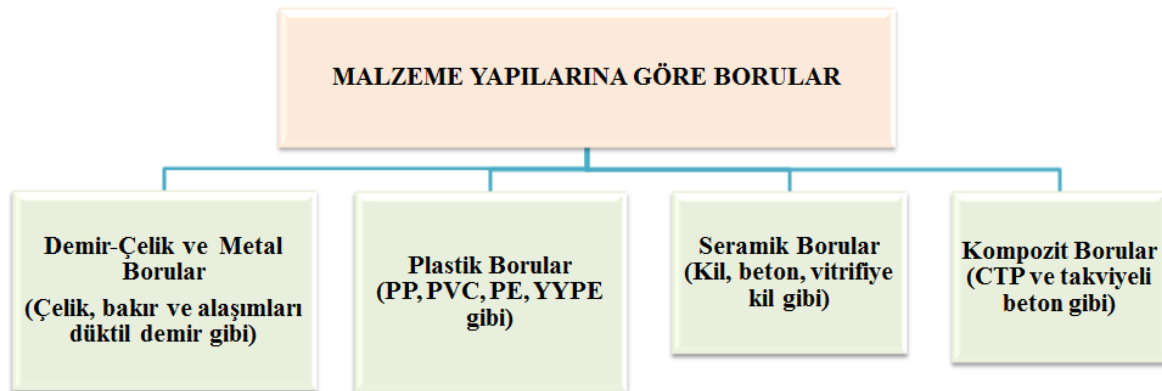 MALZEME YAPILARINA GÖRE BORULAR
Demir-Çelik ve Metal
Borular
(Çelik, bakır ve alaşımları
düktil demir gibi)
Plastik Borular
(PP, PVC, PE, YYPE
gibi)
Seramik Borular
(Kil, beton, vitrifiye
kil gibi)
Kompozit Borular
(CTP ve takviyeli
beton gibi)